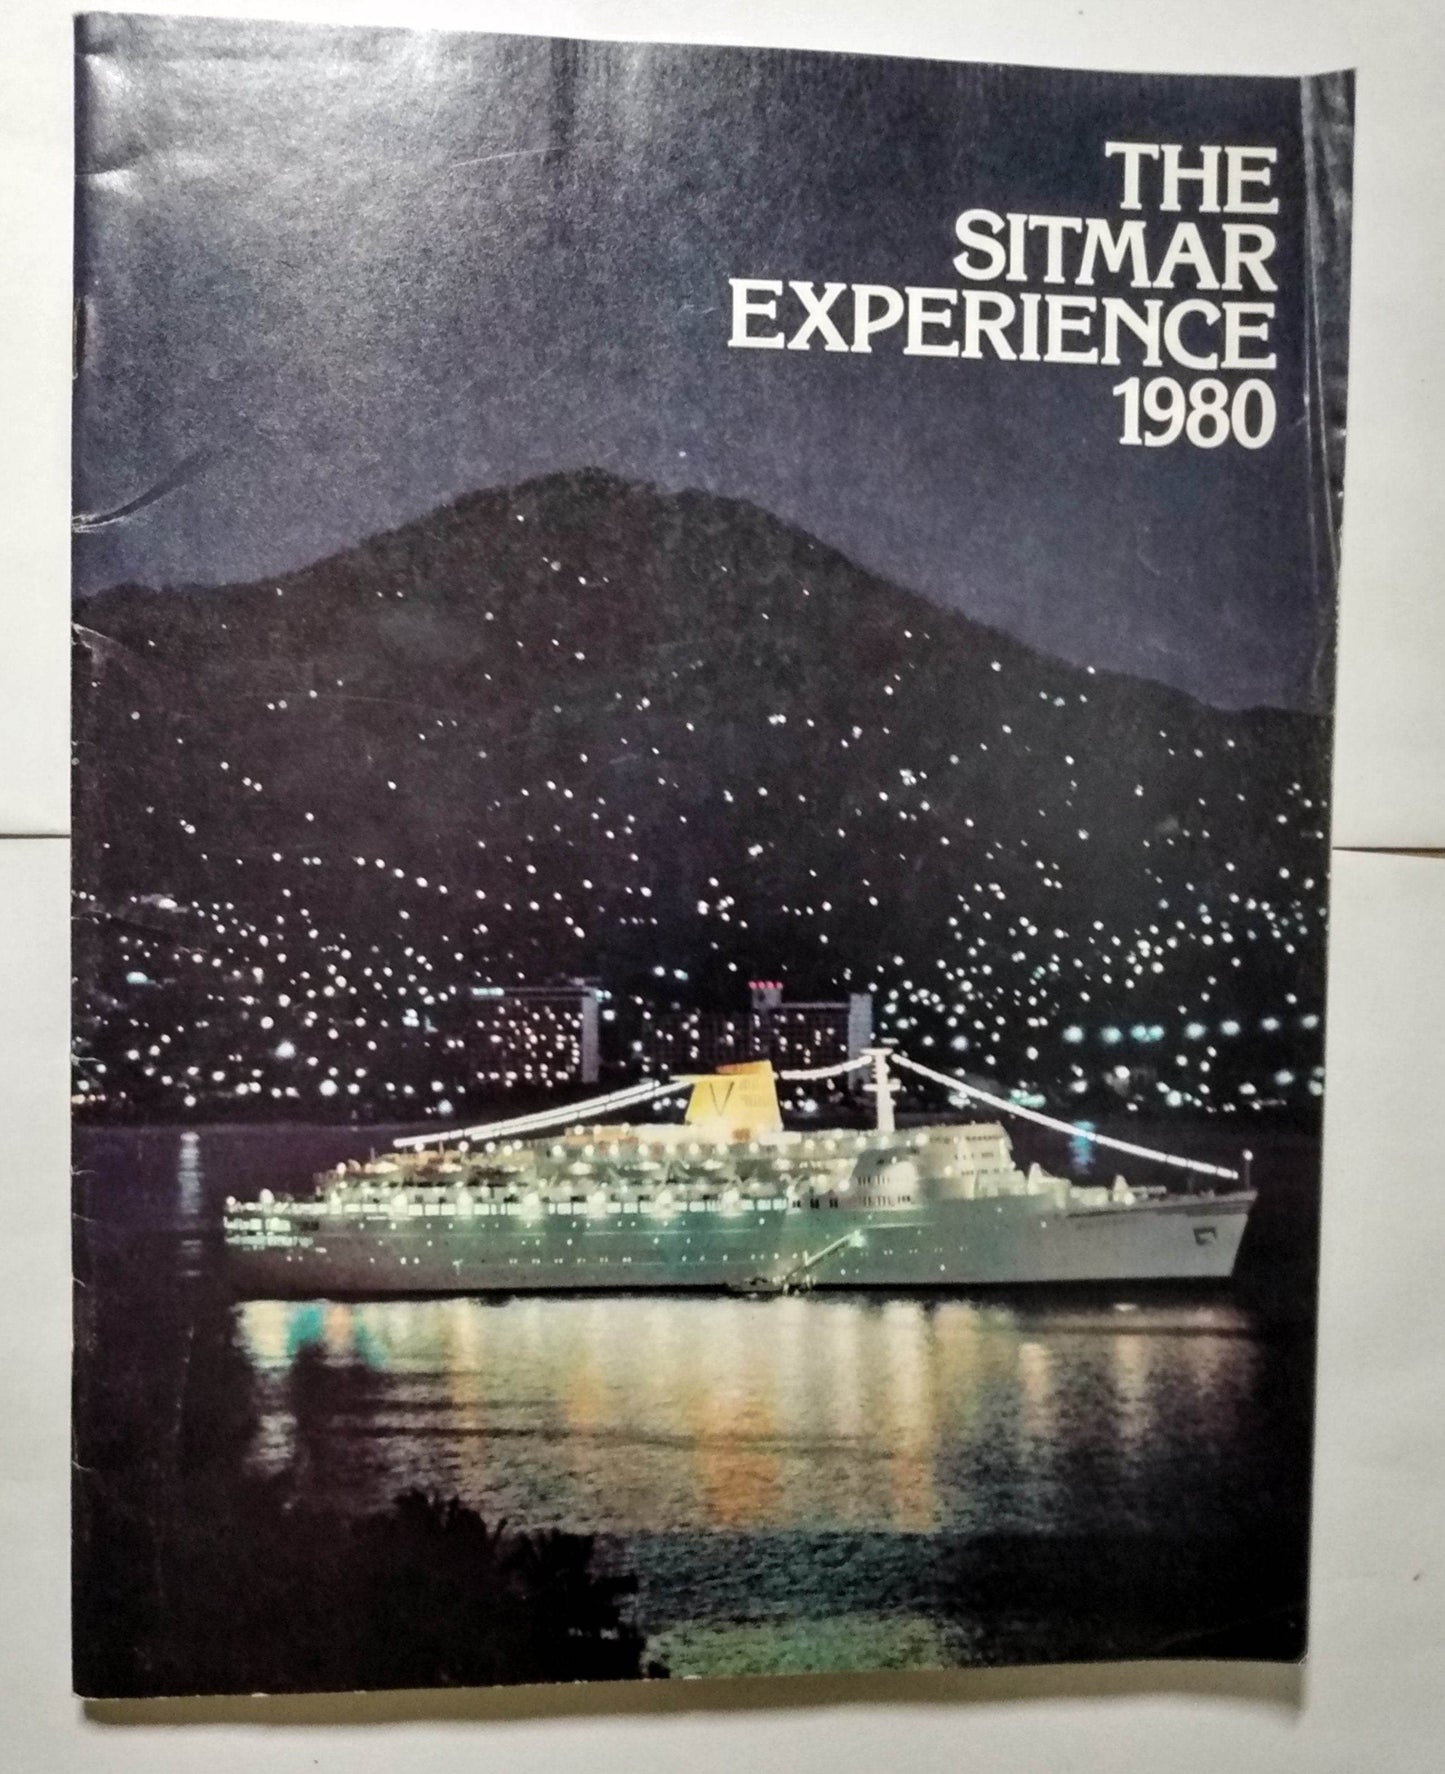 THE
SITMAR
EXPERIENCE
1980
V